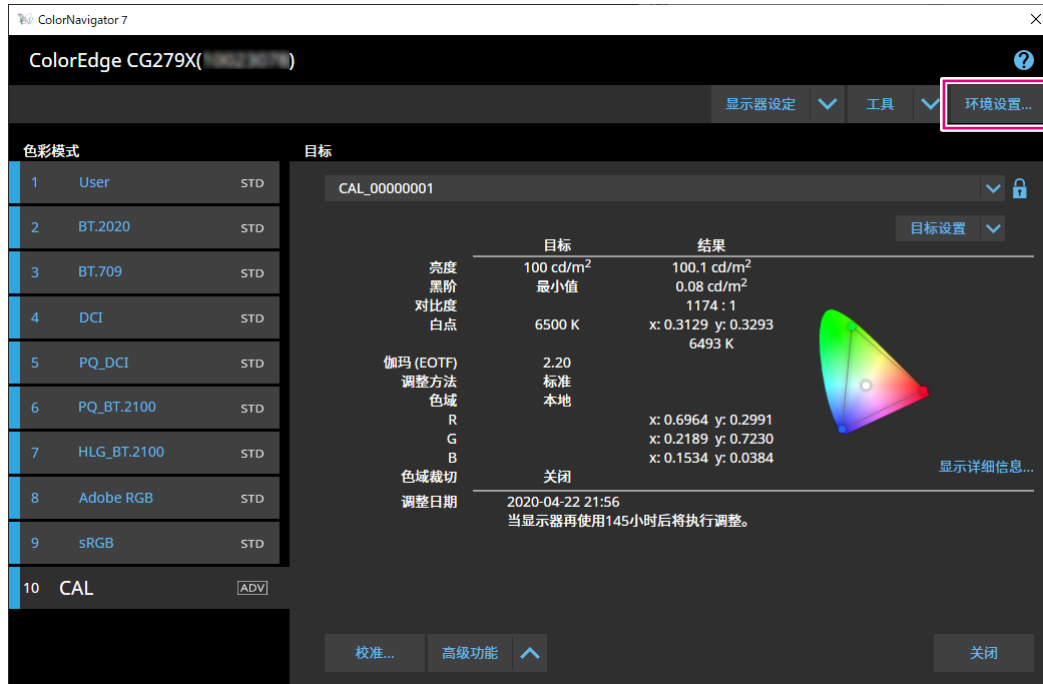 ColorNavigator 7
ColorEdge CG279X( )
显示器设定 工具 环境设置...
色彩模式
目标
1 User STD
2 BT.2020 STD
3 BT.709 STD
4 DCI STD
5 PQ_DCI STD
6 PQ_BT.2100 STD
7 HLG_BT.2100 STD
8 Adobe RGB STD
9 sRGB STD
10 CAL ADV
CAL_00000001
目标设置
目标 结果
亮度 100 cd/m² 100.1 cd/m²
黑阶 最小值 0.08 cd/m²
对比度 1174 : 1
白点 6500 K x: 0.3129 y: 0.3293
6493 K
伽玛 (EOTF) 2.20
调整方法 标准
色域 本地
R x: 0.6964 y: 0.2991
G x: 0.2189 y: 0.7230
B x: 0.1534 y: 0.0384
色域裁切 关闭
显示详细信息...
调整日期 2020-04-22 21:56
当显示器再使用145小时后将执行调整。
校准... 高级功能 关闭